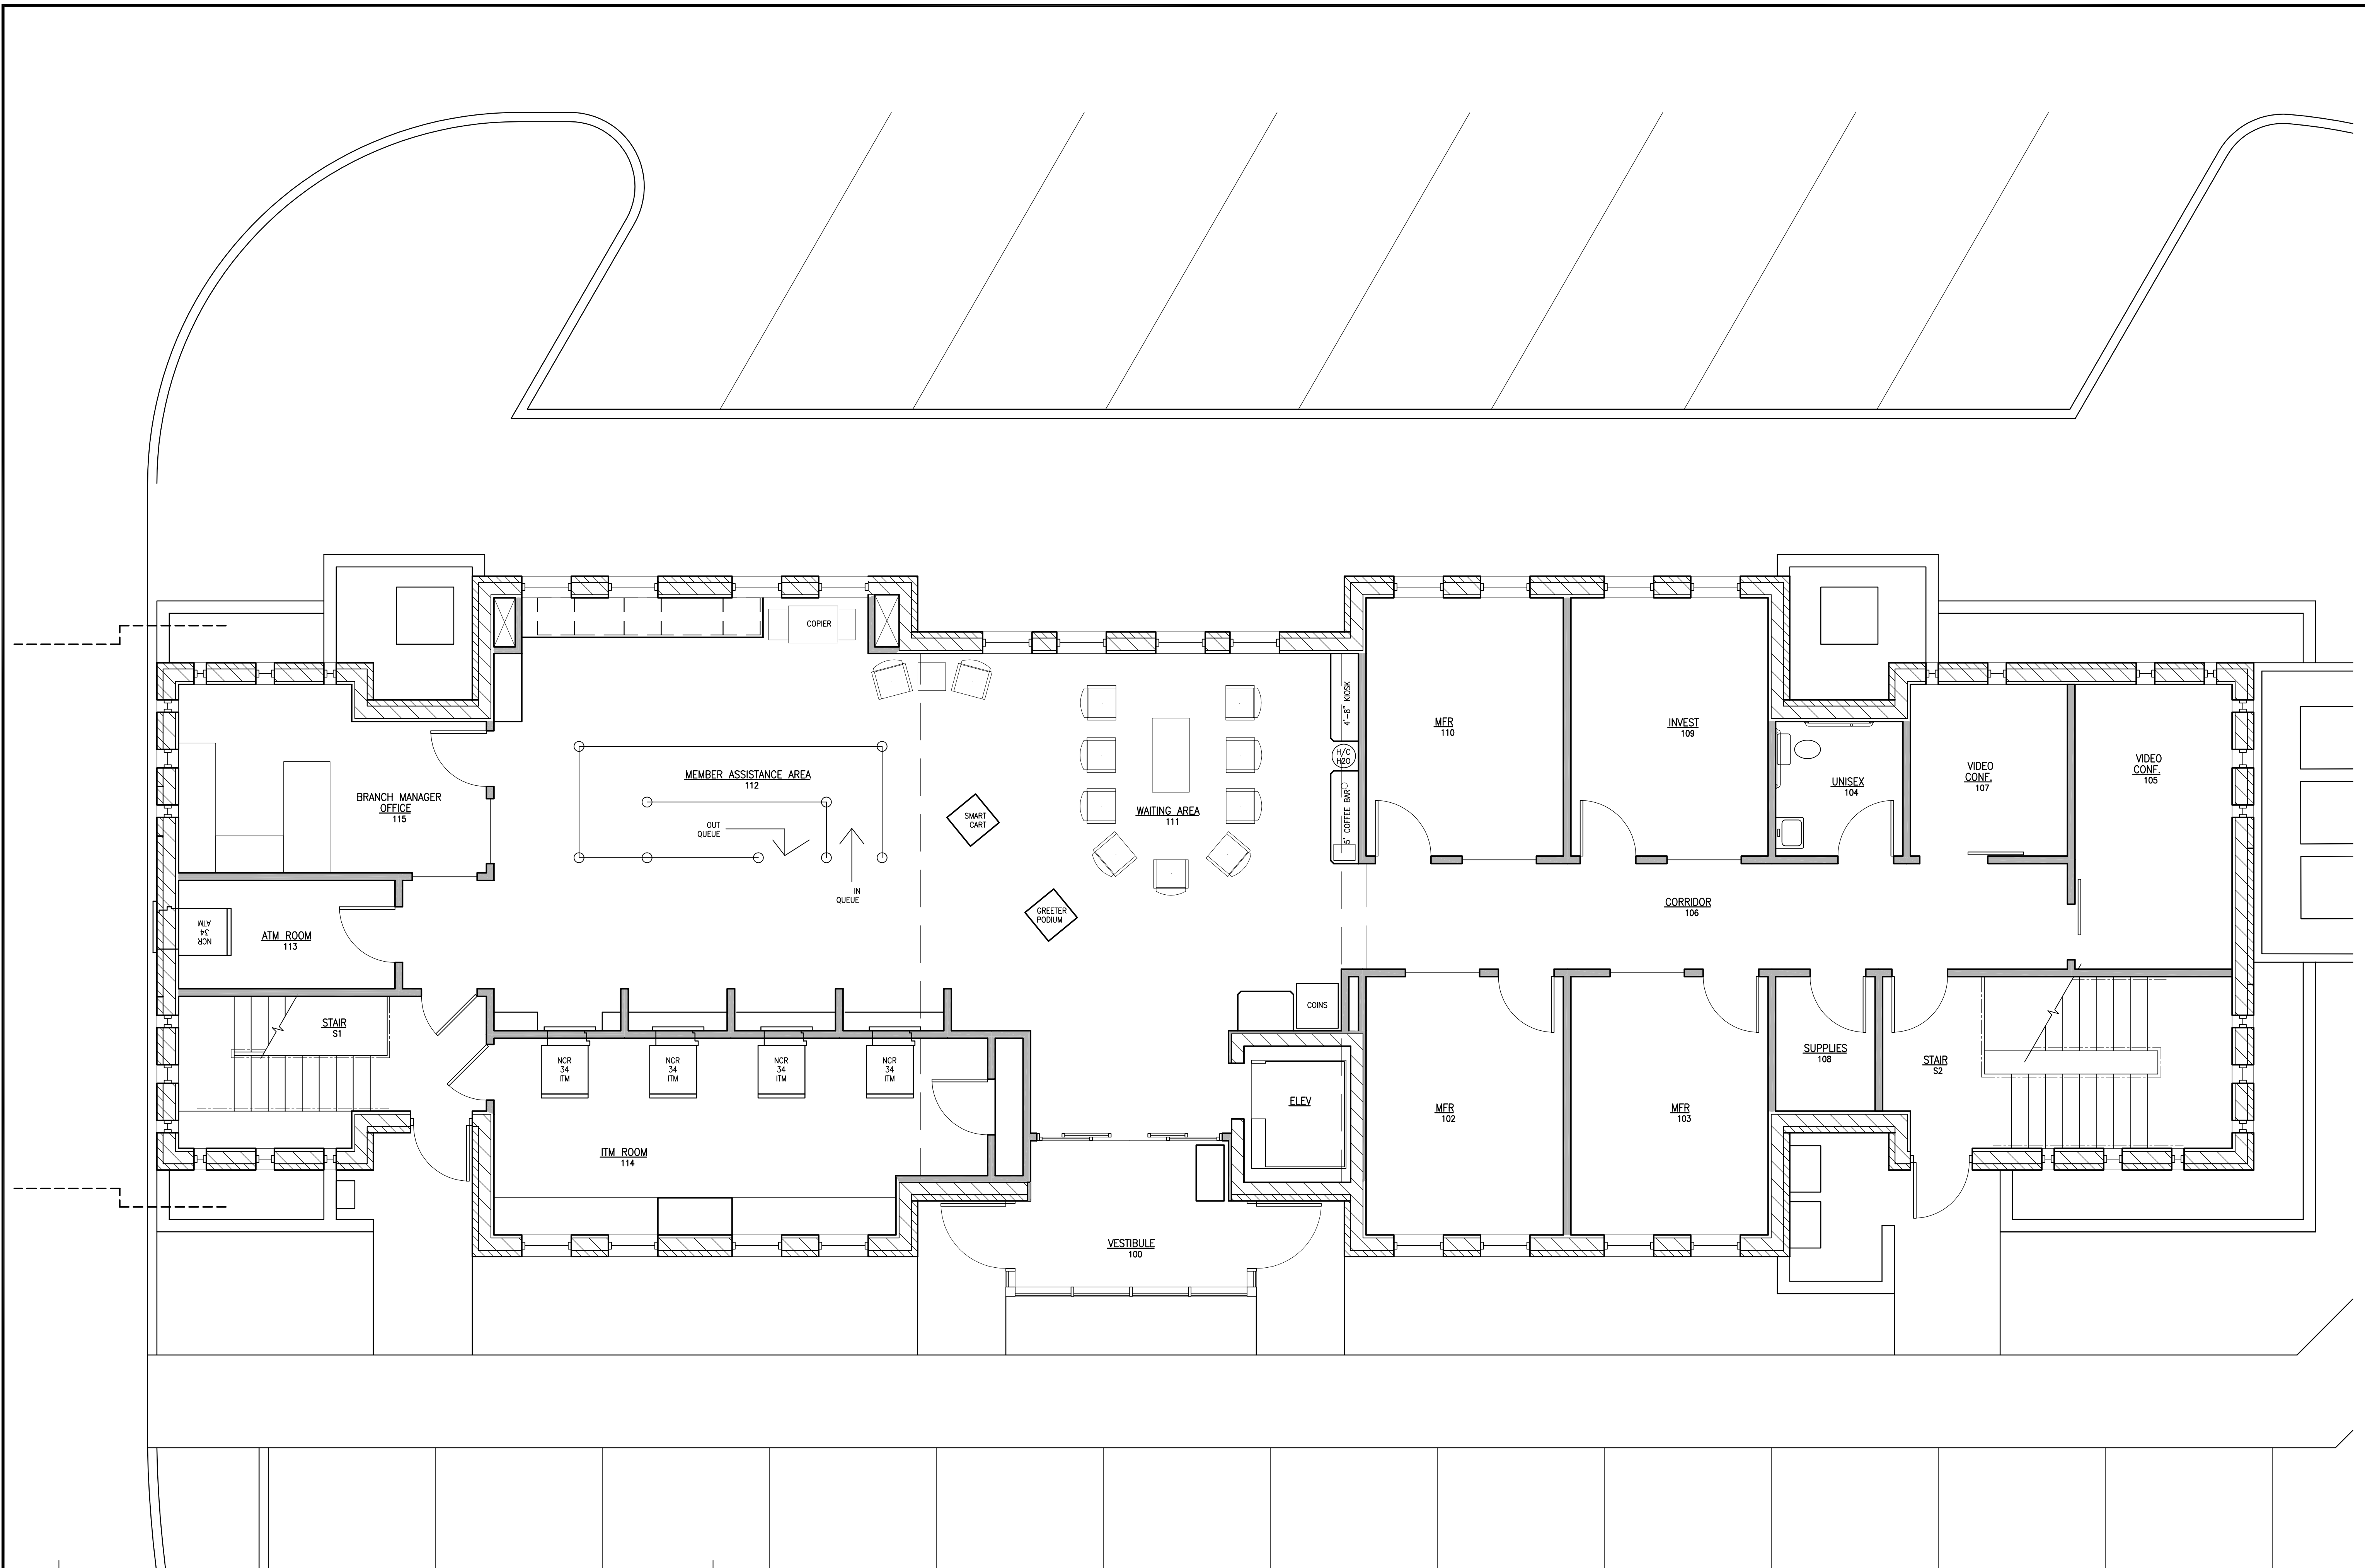 COPIER
4'-8" KIOSK
MFR
110
INVEST
109
H/C
H2O
VIDEO
CONF.
107
VIDEO
CONF.
105
MEMBER ASSISTANCE AREA
112
UNISEX
104
BRANCH MANAGER
OFFICE
115
OUT
QUEUE
SMART
CART
WAITING AREA
111
5' COFFEE BAR
IN
QUEUE
GREETER
PODIUM
CORRIDOR
106
NCR
34
ATM
ATM ROOM
113
COINS
STAIR
S1
NCR
34
ITM
NCR
34
ITM
NCR
34
ITM
NCR
34
ITM
SUPPLIES
108
STAIR
S2
ELEV
MFR
102
MFR
103
ITM ROOM
114
VESTIBULE
100